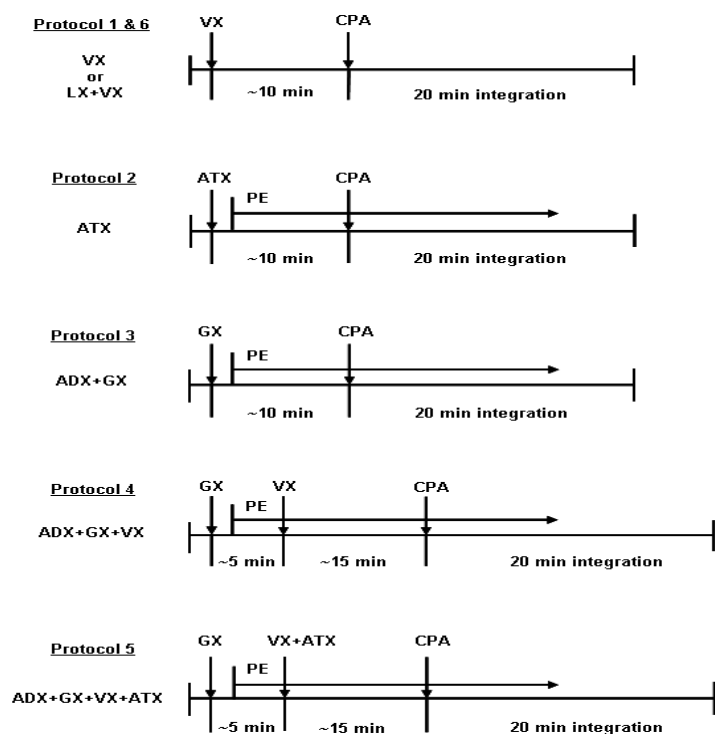 Protocol 1 & 6
VX
or
LX+VX
VX
CPA
~10 min
20 min integration
Protocol 2
ATX
ATX
PE
CPA
~10 min
20 min integration
Protocol 3
ADX+GX
GX
PE
CPA
~10 min
20 min integration
Protocol 4
ADX+GX+VX
GX
PE
VX
CPA
~5 min
~15 min
20 min integration
Protocol 5
ADX+GX+VX+ATX
GX
PE
VX+ATX
CPA
~5 min
~15 min
20 min integration